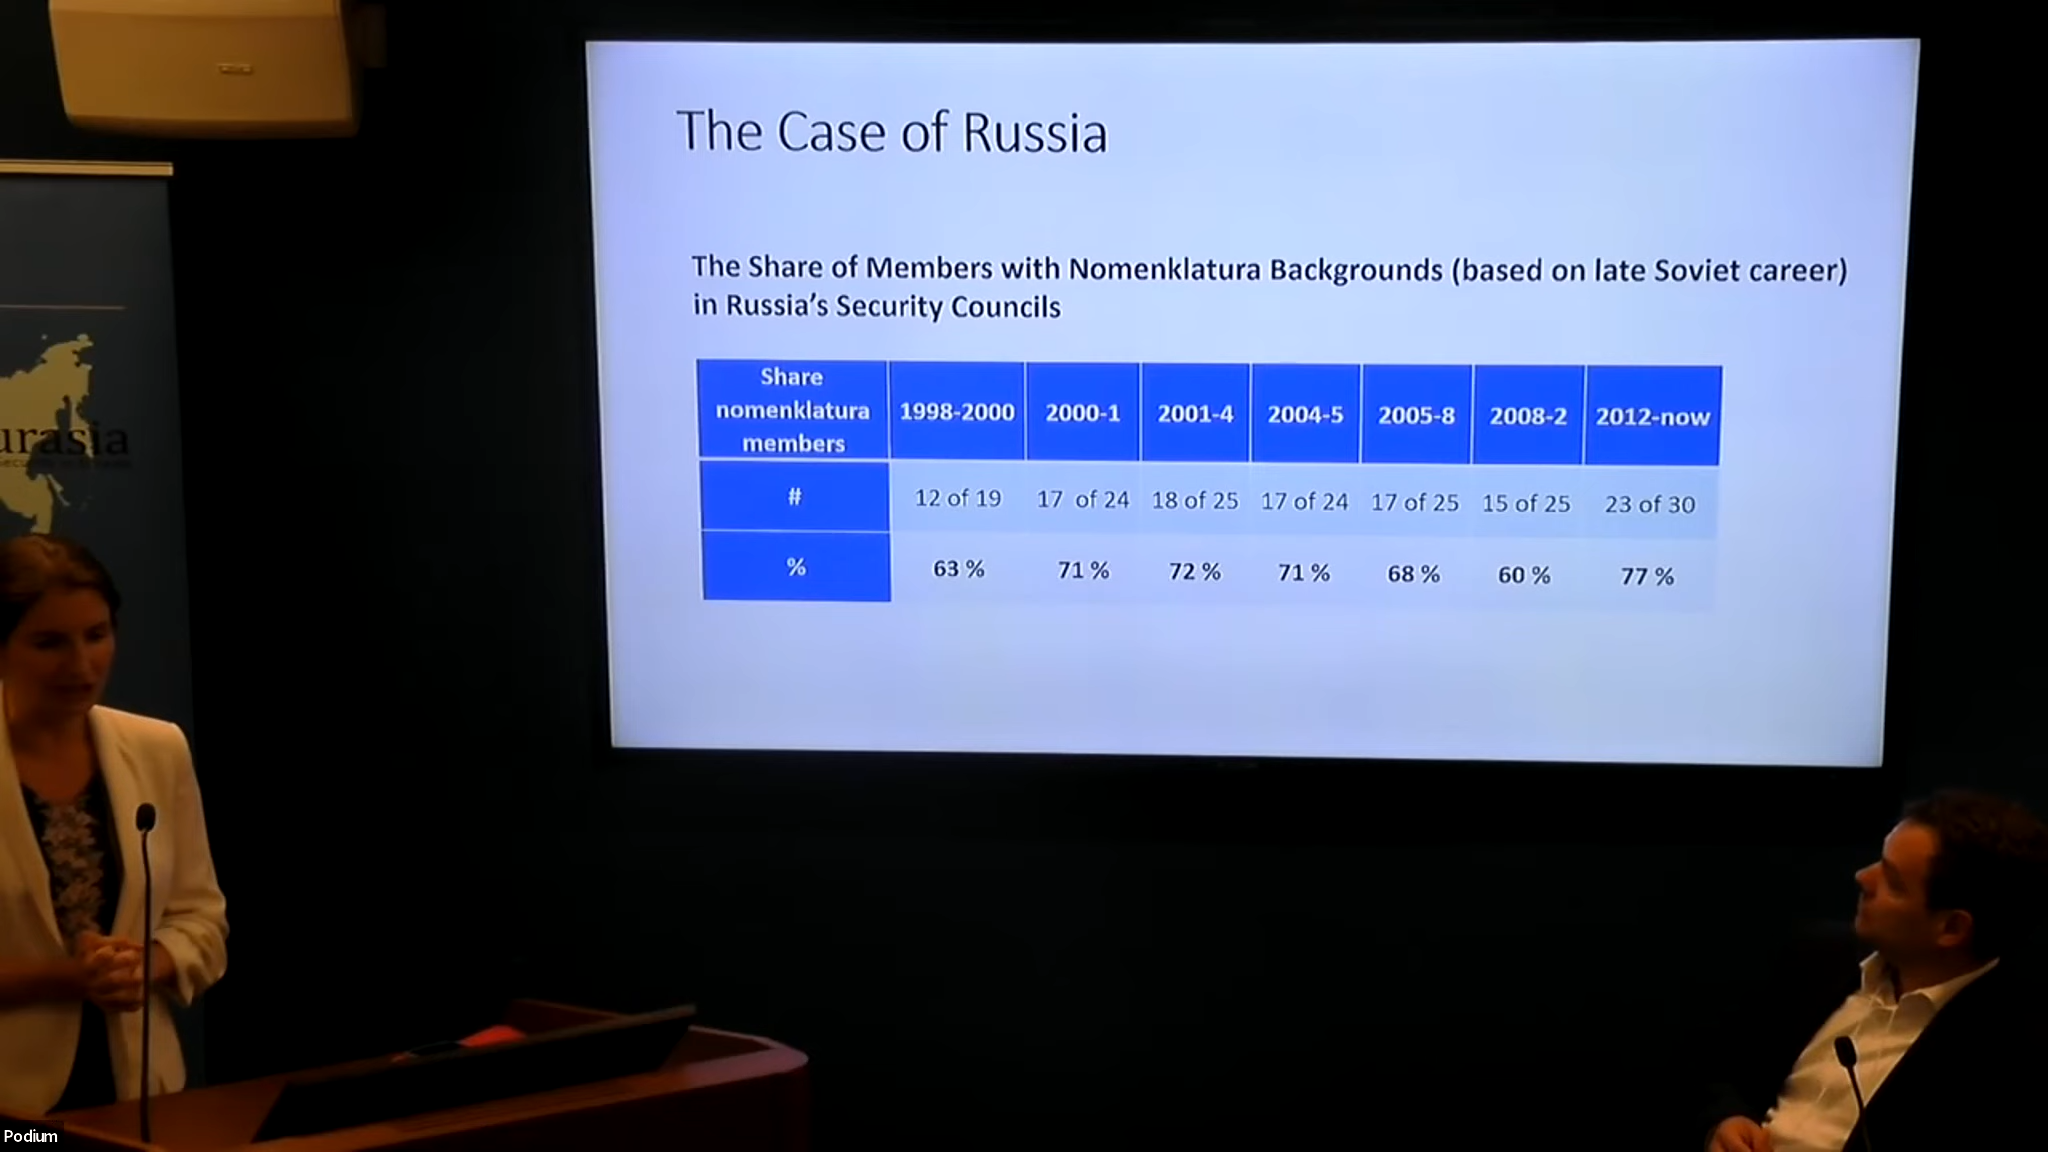 The Case of Russia
The Share of Members with Nomenklatura Backgrounds (based on late Soviet career)
in Russia's Security Councils
Share
nomenklatura
members
1998-2000
2000-1
2001-4
2004-5
2005-8
2008-2
2012-now
#
12 of 19
17 of 24
18 of 25
17 of 24
17 of 25
15 of 25
23 of 30
%
63 %
71 %
72 %
71 %
68 %
60 %
77 %
urasia
Podium